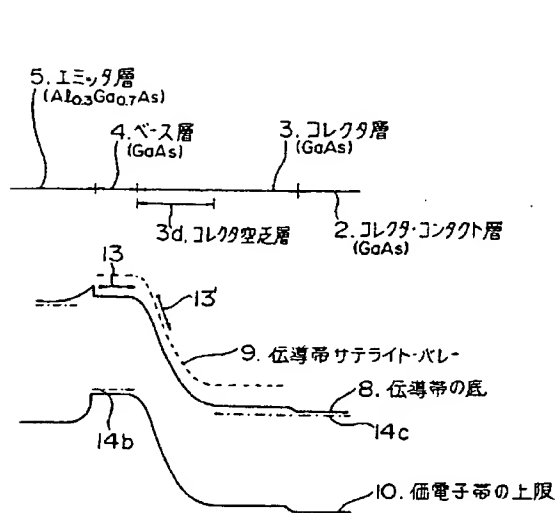 5. エミッタ層
(Al0.3Ga0.7As)
4. ベース層
(GaAs)
3. コレクタ層
(GaAs)
3d. コレクタ空乏層
2. コレクタ・コンタクト層
(GaAs)
13
13'
9. 伝導帯サテライト・バレー
8. 伝導帯の底
14b
14c
10. 価電子帯の上限